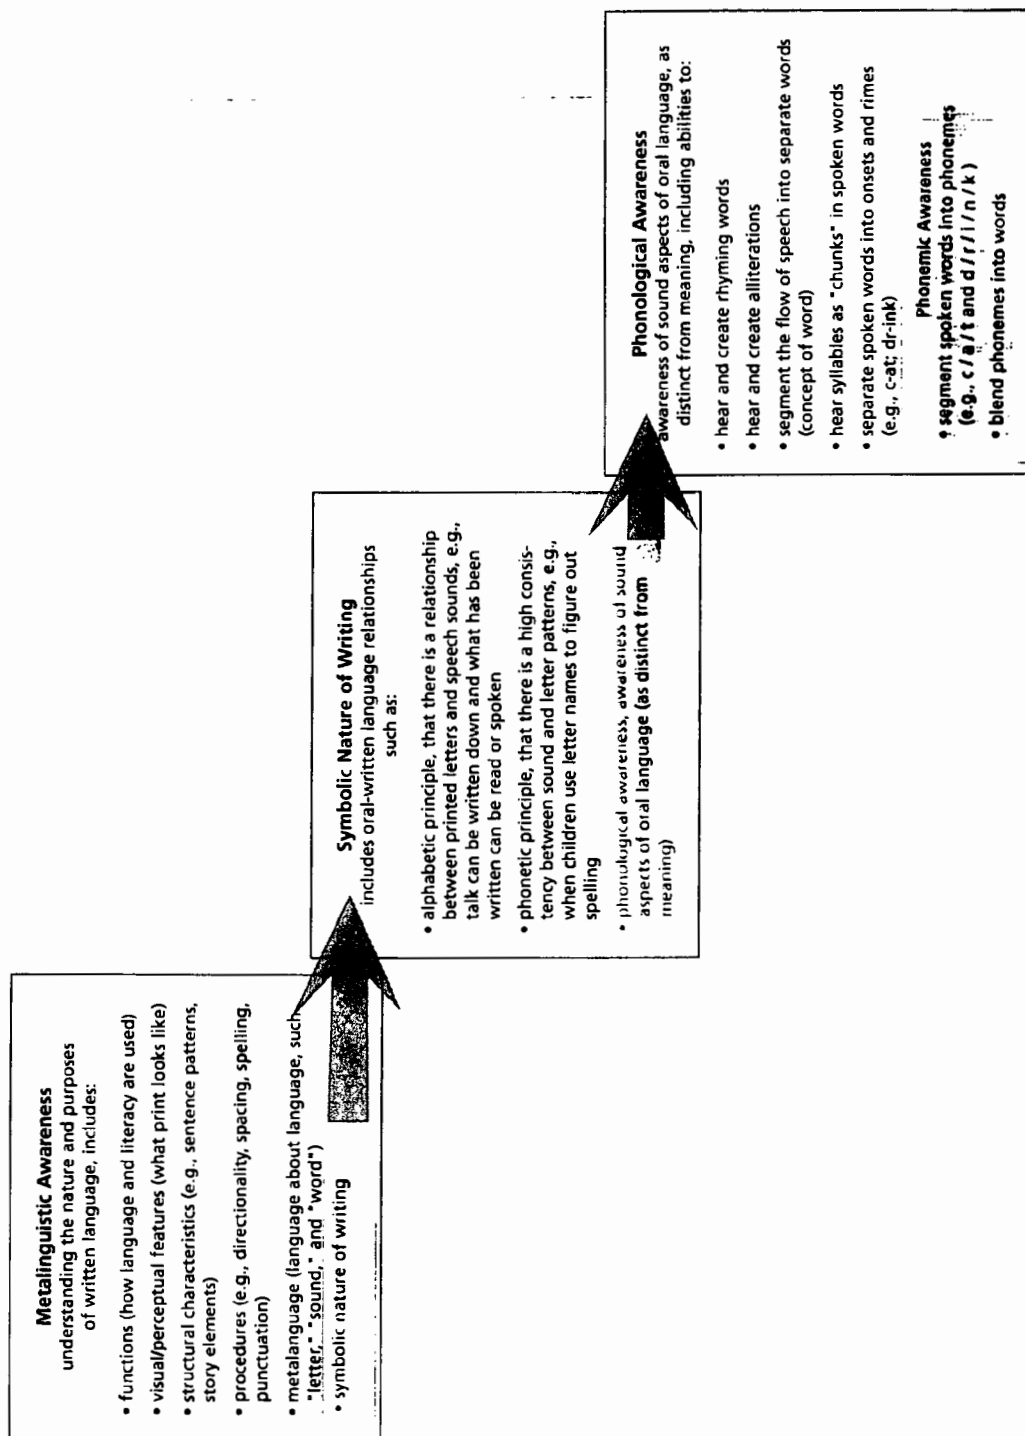 Metalinguistic Awareness
understanding the nature and purposes
of written language, includes:
• functions (how language and literacy are used)
• visual/perceptual features (what print looks like)
• structural characteristics (e.g., sentence patterns,
story elements)
• procedures (e.g., directionality, spacing, spelling,
punctuation)
• metalanguage (language about language, such
"letter," "sound," and "word")
• symbolic nature of writing
Symbolic Nature of Writing
includes oral-written language relationships
such as:
• alphabetic principle, that there is a relationship
between printed letters and speech sounds, e.g.,
talk can be written down and what has been
written can be read or spoken
• phonetic principle, that there is a high consis-
tency between sound and letter patterns, e.g.,
when children use letter names to figure out
spelling
• phonological awareness, awareness of sound
aspects of oral language (as distinct from
meaning)
Phonological Awareness
awareness of sound aspects of oral language, as
distinct from meaning, including abilities to:
• hear and create rhyming words
• hear and create alliterations
• segment the flow of speech into separate words
(concept of word)
• hear syllables as "chunks" in spoken words
• separate spoken words into onsets and rimes
(e.g., c-at; dr-ink)
Phonemic Awareness
• segment spoken words into phonemes
(e.g., c / a / t and d / r / i / n / k )
• blend phonemes into words